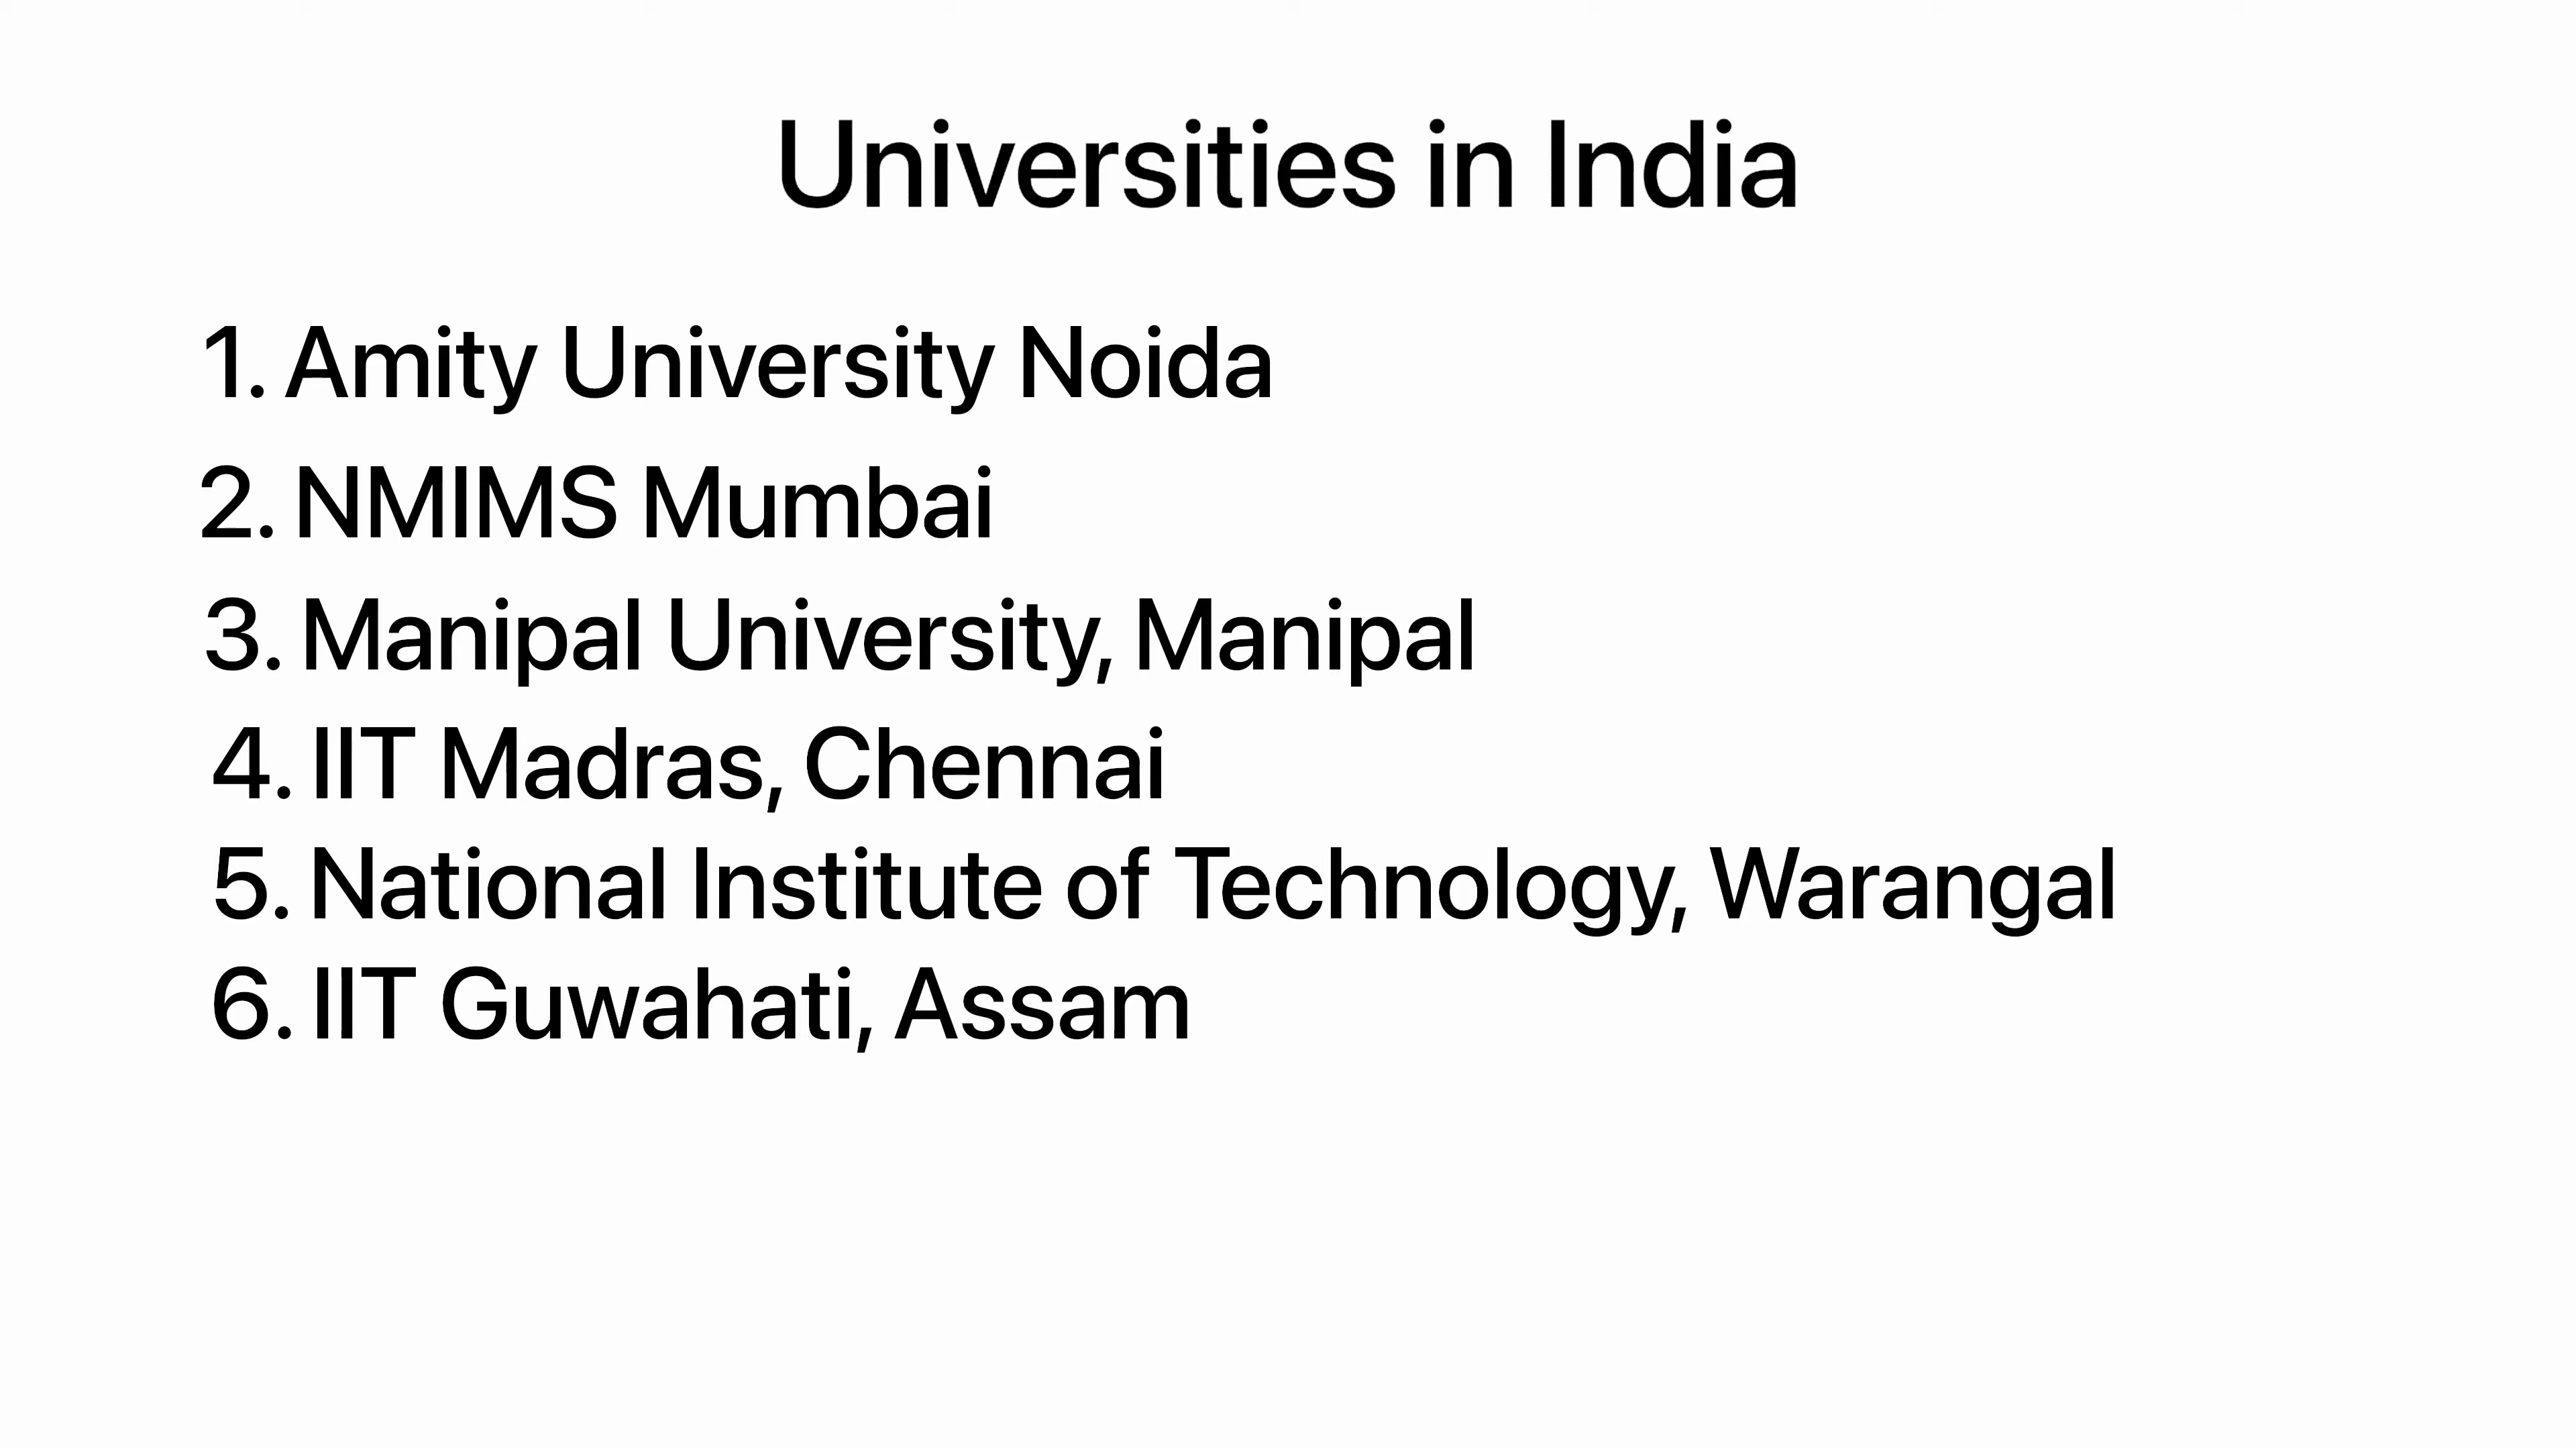 Universities in India
1. Amity University Noida
2. NMIMS Mumbai
3. Manipal University, Manipal
4. IIT Madras, Chennai
5. National Institute of Technology, Warangal
6. IIT Guwahati, Assam